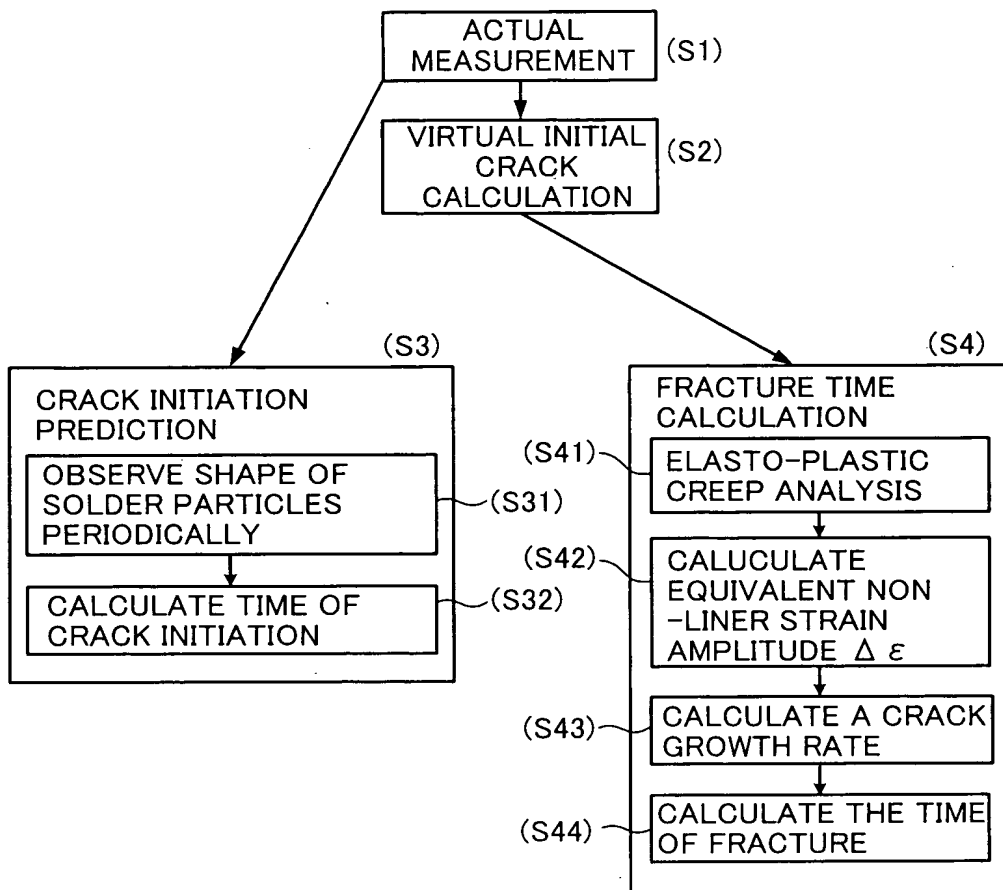 ACTUAL
MEASUREMENT
(S1)
VIRTUAL INITIAL
CRACK
CALCULATION
(S2)
(S3)
CRACK INITIATION
PREDICTION
OBSERVE SHAPE OF
SOLDER PARTICLES
PERIODICALLY
(S31)
CALCULATE TIME OF
CRACK INITIATION
(S32)
(S4)
FRACTURE TIME
CALCULATION
(S41)
ELASTO-PLASTIC
CREEP ANALYSIS
(S42)
CALUCULATE
EQUIVALENT NON
-LINER STRAIN
AMPLITUDE Δ ε
(S43)
CALCULATE A CRACK
GROWTH RATE
(S44)
CALCULATE THE TIME
OF FRACTURE